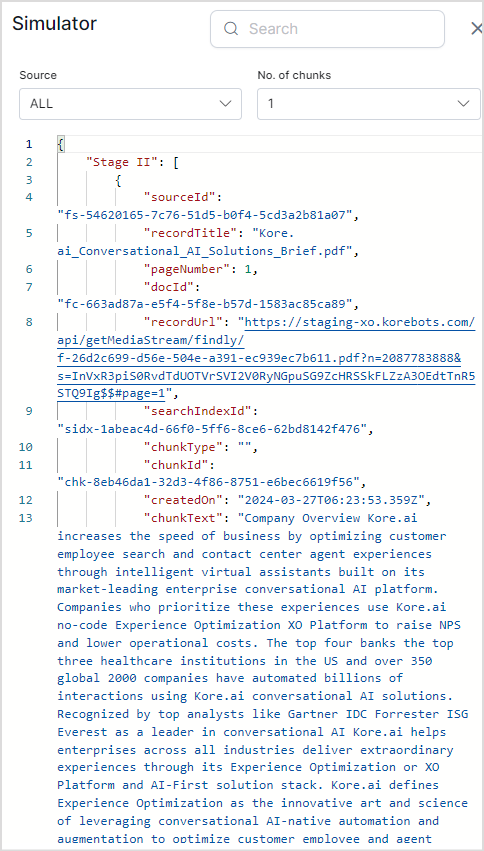 Simulator
Search
Source
No. of chunks
ALL
1
1 {
2 "Stage II": [
3 {
4 "sourceId":
"fs-54620165-7c76-51d5-b0f4-5cd3a2b81a07",
5 "recordTitle": "Kore.
ai_Conversational_AI_Solutions_Brief.pdf",
6 "pageNumber": 1,
7 "docId":
"fc-663ad87a-e5f4-5f8e-b57d-1583ac85ca89",
8 "recordUrl": "https://staging-xo.korebots.com/
api/getMediaStream/findly/
f-26d2c699-d56e-504e-a391-ec939ec7b611.pdf?n=2087783888&
s=InVxR3piS0RvdTdUOTVrSVI2V0RyNGpuSG9ZcHRSSkFLZzA3OEdtTnR5
STQ9Ig$$#page=1",
9 "searchIndexId":
"sidx-1abeac4d-66f0-5ff6-8ce6-62bd8142f476",
10 "chunkType": "",
11 "chunkId":
"chk-8eb46da1-32d3-4f86-8751-e6bec6619f56",
12 "createdOn": "2024-03-27T06:23:53.359Z",
13 "chunkText": "Company Overview Kore.ai
increases the speed of business by optimizing customer
employee search and contact center agent experiences
through intelligent virtual assistants built on its
market-leading enterprise conversational AI platform.
Companies who prioritize these experiences use Kore.ai
no-code Experience Optimization XO Platform to raise NPS
and lower operational costs. The top four banks the top
three healthcare institutions in the US and over 350
global 2000 companies have automated billions of
interactions using Kore.ai conversational AI solutions.
Recognized by top analysts like Gartner IDC Forrester ISG
Everest as a leader in conversational AI Kore.ai helps
enterprises across all industries deliver extraordinary
experiences through its Experience Optimization or XO
Platform and AI-First solution stack. Kore.ai defines
Experience Optimization as the innovative art and science
of leveraging conversational AI-native automation and
augmentation to optimize customer employee and agent